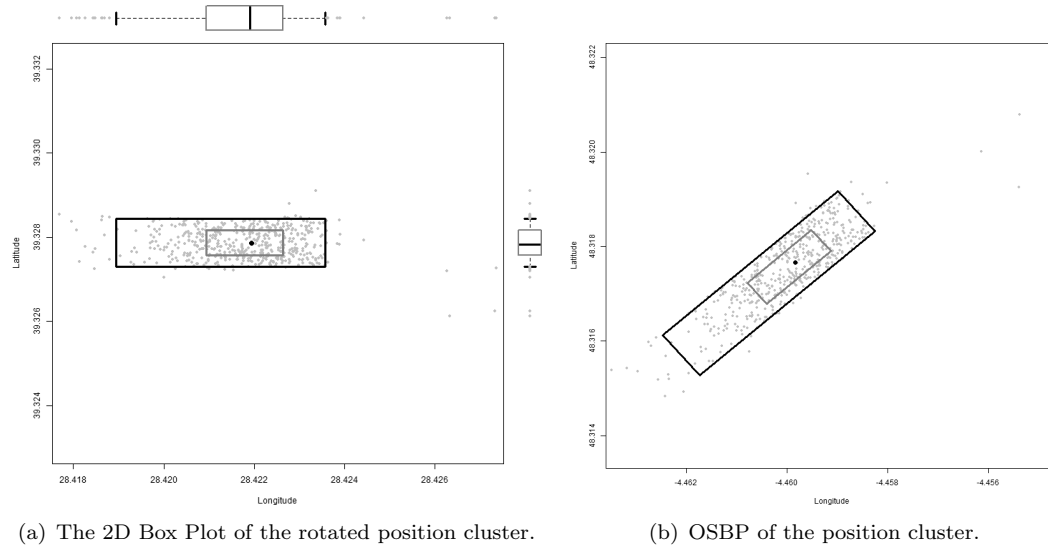 39.332
39.330
39.328
39.326
39.324
Latitude
28.418 28.420 28.422 28.424 28.426
Longitude
(a) The 2D Box Plot of the rotated position cluster.
48.322
48.320
48.318
48.316
48.314
Latitude
-4.462 -4.460 -4.458 -4.456
Longitude
(b) OSBP of the position cluster.